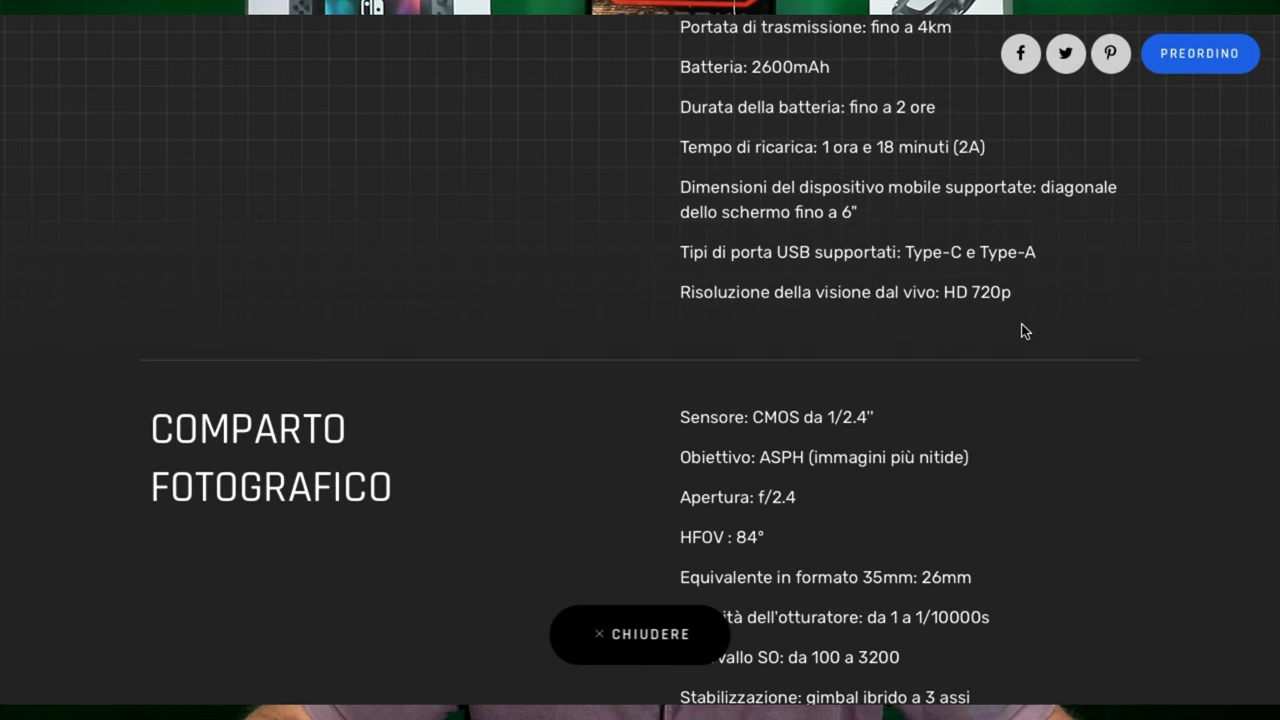 Portata di trasmissione: fino a 4km
PREORDINO
Batteria: 2600mAh
Durata della batteria: fino a 2 ore
Tempo di ricarica: 1 ora e 18 minuti (2A)
Dimensioni del dispositivo mobile supportate: diagonale
dello schermo fino a 6"
Tipi di porta USB supportati: Type-C e Type-A
Risoluzione della visione dal vivo: HD 720p
COMPARTO
FOTOGRAFICO
Sensore: CMOS da 1/2.4"
Obiettivo: ASPH (immagini più nitide)
Apertura: f/2.4
HFOV : 84°
Equivalente in formato 35mm: 26mm
dell'otturatore: da 1 a 1/10000s
× CHIUDERE
SO: da 100 a 3200
Stabilizzazione: gimbal ibrido a 3 assi